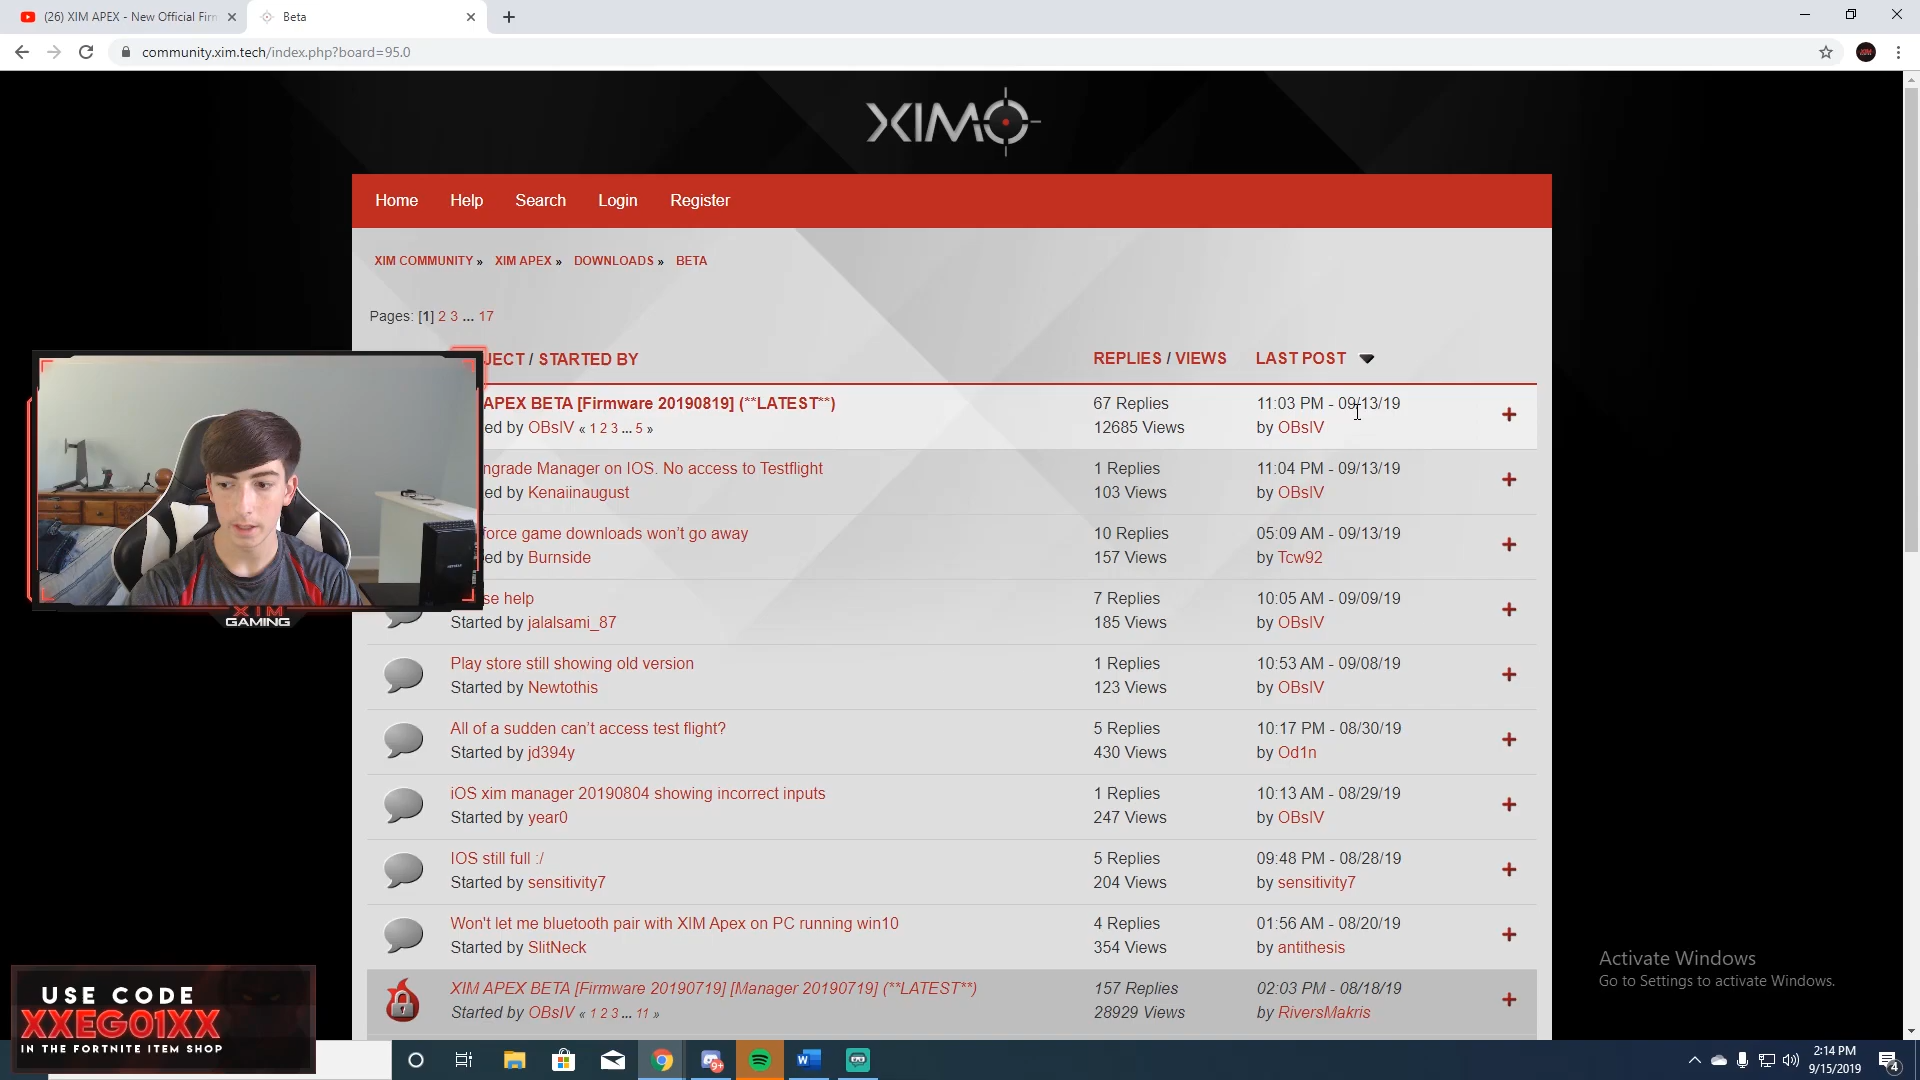 (26) XIM APEX - New Official Firm
Beta
community.xim.tech/index.php?board=95.0
XIM
Home Help Search Login Register
XIM COMMUNITY » XIM APEX » DOWNLOADS » BETA
Pages: [1] 2 3 ... 17
JECT / STARTED BY REPLIES / VIEWS LAST POST
APEX BETA [Firmware 20190819] (**LATEST**) 67 Replies 11:03 PM - 09/13/19
ed by OBsIV « 1 2 3 ... 5 » 12685 Views by OBsIV
ngrade Manager on IOS. No access to Testflight 1 Replies 11:04 PM - 09/13/19
ed by Kenaiinaugust 103 Views by OBsIV
force game downloads won't go away 10 Replies 05:09 AM - 09/13/19
ed by Burnside 157 Views by Tcw92
se help 7 Replies 10:05 AM - 09/09/19
Started by jalalsami_87 185 Views by OBsIV
Play store still showing old version 1 Replies 10:53 AM - 09/08/19
Started by Newtothis 123 Views by OBsIV
All of a sudden can't access test flight? 5 Replies 10:17 PM - 08/30/19
Started by jd394y 430 Views by Od1n
iOS xim manager 20190804 showing incorrect inputs 1 Replies 10:13 AM - 08/29/19
Started by year0 247 Views by OBsIV
IOS still full :/ 5 Replies 09:48 PM - 08/28/19
Started by sensitivity7 204 Views by sensitivity7
Won't let me bluetooth pair with XIM Apex on PC running win10 4 Replies 01:56 AM - 08/20/19
Started by SlitNeck 354 Views by antithesis
XIM APEX BETA [Firmware 20190719] [Manager 20190719] (**LATEST**) 157 Replies 02:03 PM - 08/18/19
Started by OBsIV « 1 2 3 ... 11 » 28929 Views by RiversMakris
XIM
GAMING
USE CODE
XXEGO1XX
IN THE FORTNITE ITEM SHOP
Activate Windows
Go to Settings to activate Windows.
9+
2:14 PM
9/15/2019
4